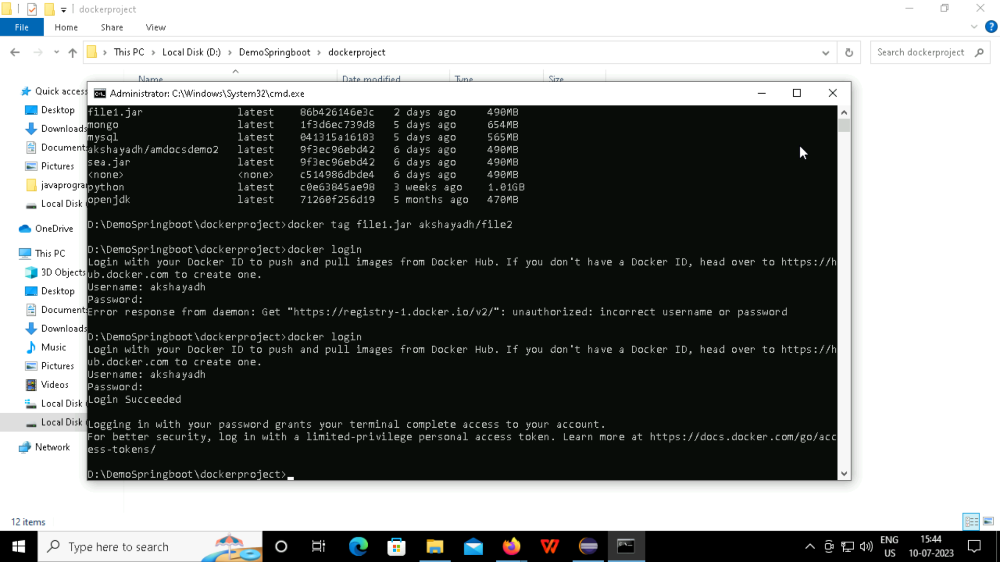 dockerproject
File Home Share View
This PC > Local Disk (D:) > DemoSpringboot > dockerproject
Search dockerproject
Name Date modified Type Size
Quick access
Desktop
Downloads
Documents
Pictures
javaprogra
Local Disk
OneDrive
This PC
3D Objects
Desktop
Documents
Downloads
Music
Pictures
Videos
Local Disk
Local Disk
Network
Administrator: C:\Windows\System32\cmd.exe
file1.jar latest 86b426146e3c 2 days ago 490MB
mongo latest 1f3d6ec739d8 5 days ago 654MB
mysql latest 041315a16183 5 days ago 565MB
akshayadh/amdocsdemo2 latest 9f3ec96ebd42 6 days ago 490MB
sea.jar latest 9f3ec96ebd42 6 days ago 490MB
<none> <none> c514986dbde4 6 days ago 490MB
python latest c0e63845ae98 3 weeks ago 1.01GB
openjdk latest 71260f256d19 5 months ago 470MB
D:\DemoSpringboot\dockerproject>docker tag file1.jar akshayadh/file2
D:\DemoSpringboot\dockerproject>docker login
Login with your Docker ID to push and pull images from Docker Hub. If you don't have a Docker ID, head over to https://h
ub.docker.com to create one.
Username: akshayadh
Password:
Error response from daemon: Get "https://registry-1.docker.io/v2/": unauthorized: incorrect username or password
D:\DemoSpringboot\dockerproject>docker login
Login with your Docker ID to push and pull images from Docker Hub. If you don't have a Docker ID, head over to https://h
ub.docker.com to create one.
Username: akshayadh
Password:
Login Succeeded
Logging in with your password grants your terminal complete access to your account.
For better security, log in with a limited-privilege personal access token. Learn more at https://docs.docker.com/go/acc
ess-tokens/
D:\DemoSpringboot\dockerproject>
12 items
Type here to search
ENG
US
15:44
10-07-2023